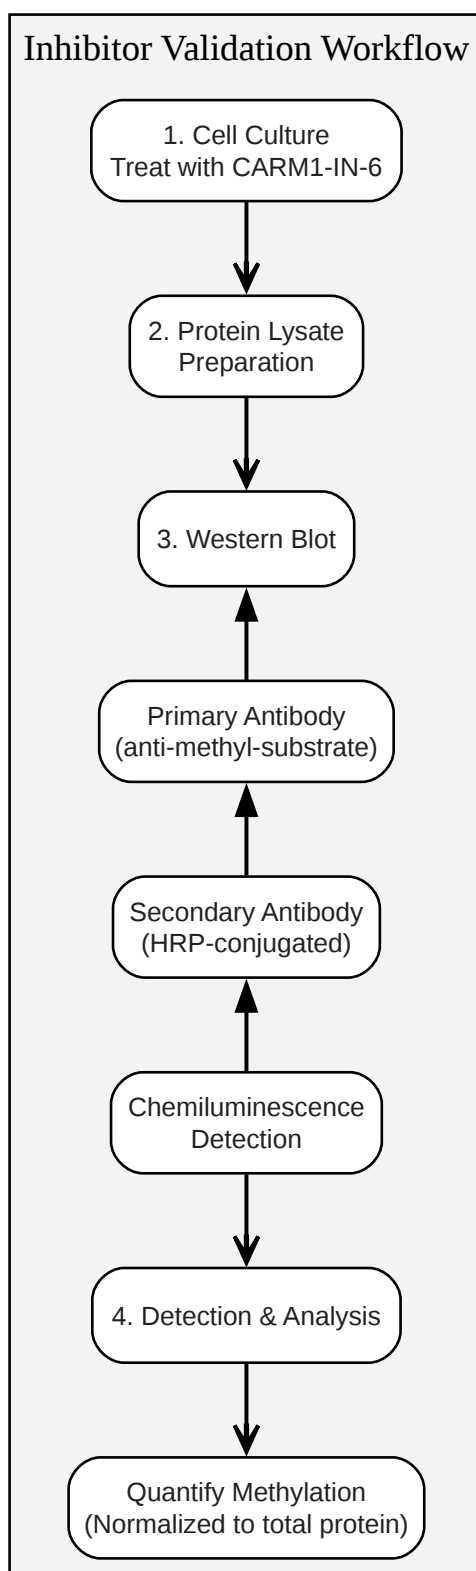 Inhibitor Validation Workflow
1. Cell Culture
Treat with CARM1-IN-6
2. Protein Lysate
Preparation
3. Western Blot
Primary Antibody
(anti-methyl-substrate)
Secondary Antibody
(HRP-conjugated)
Chemiluminescence
Detection
4. Detection & Analysis
Quantify Methylation
(Normalized to total protein)